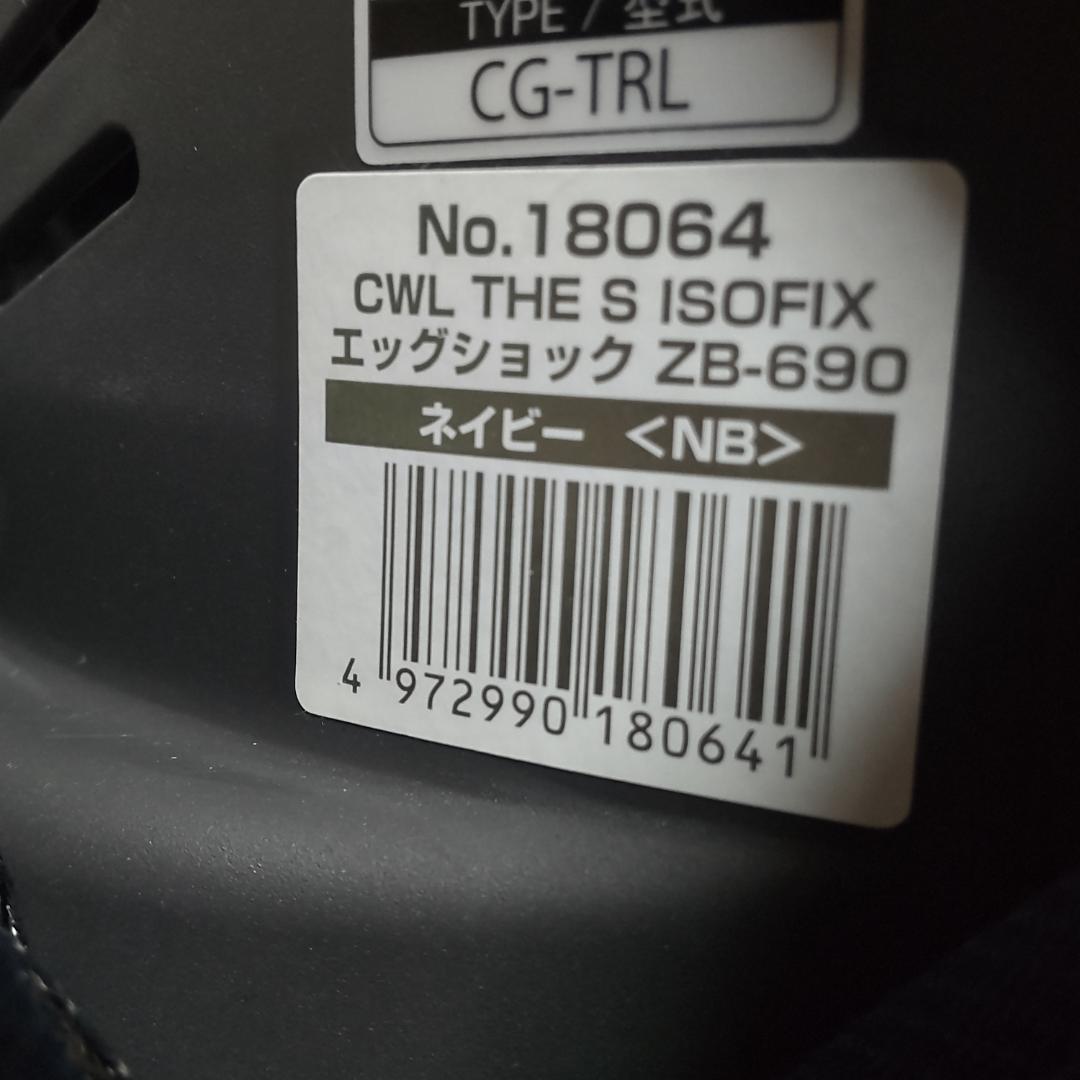 TYPE / 型式
CG-TRL
No.18064
CWL THE S ISOFIX
エッグショック ZB-690
ネイビー <NB>
4 972990 180641